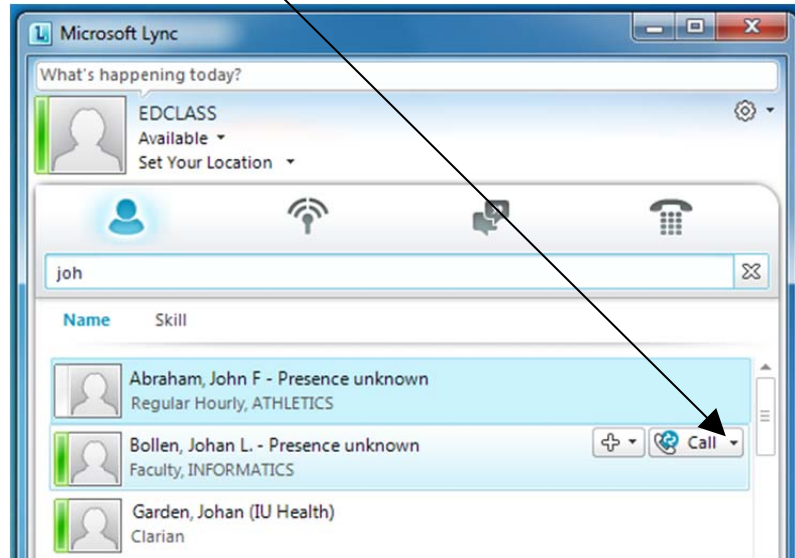 Microsoft Lync
What's happening today?
EDCLASS
Available
Set Your Location
joh
Name Skill
Abraham, John F - Presence unknown
Regular Hourly, ATHLETICS
Bollen, Johan L. - Presence unknown
Call
Faculty, INFORMATICS
Garden, Johan (IU Health)
Clarian